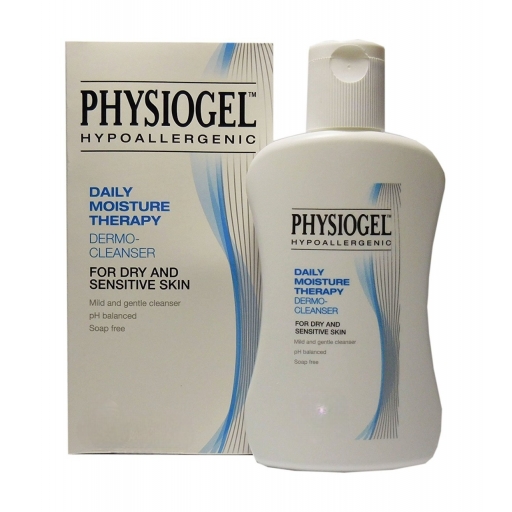 PHYSIOGEL™
HYPOALLERGENIC
DAILY
MOISTURE
THERAPY
DERMO-
CLEANSER
FOR DRY AND
SENSITIVE SKIN
Mild and gentle cleanser
pH balanced
Soap free
PHYSIOGEL™
HYPOALLERGENIC
DAILY
MOISTURE
THERAPY
DERMO-
CLEANSER
FOR DRY AND
SENSITIVE SKIN
Mild and gentle cleanser
pH balanced
Soap free